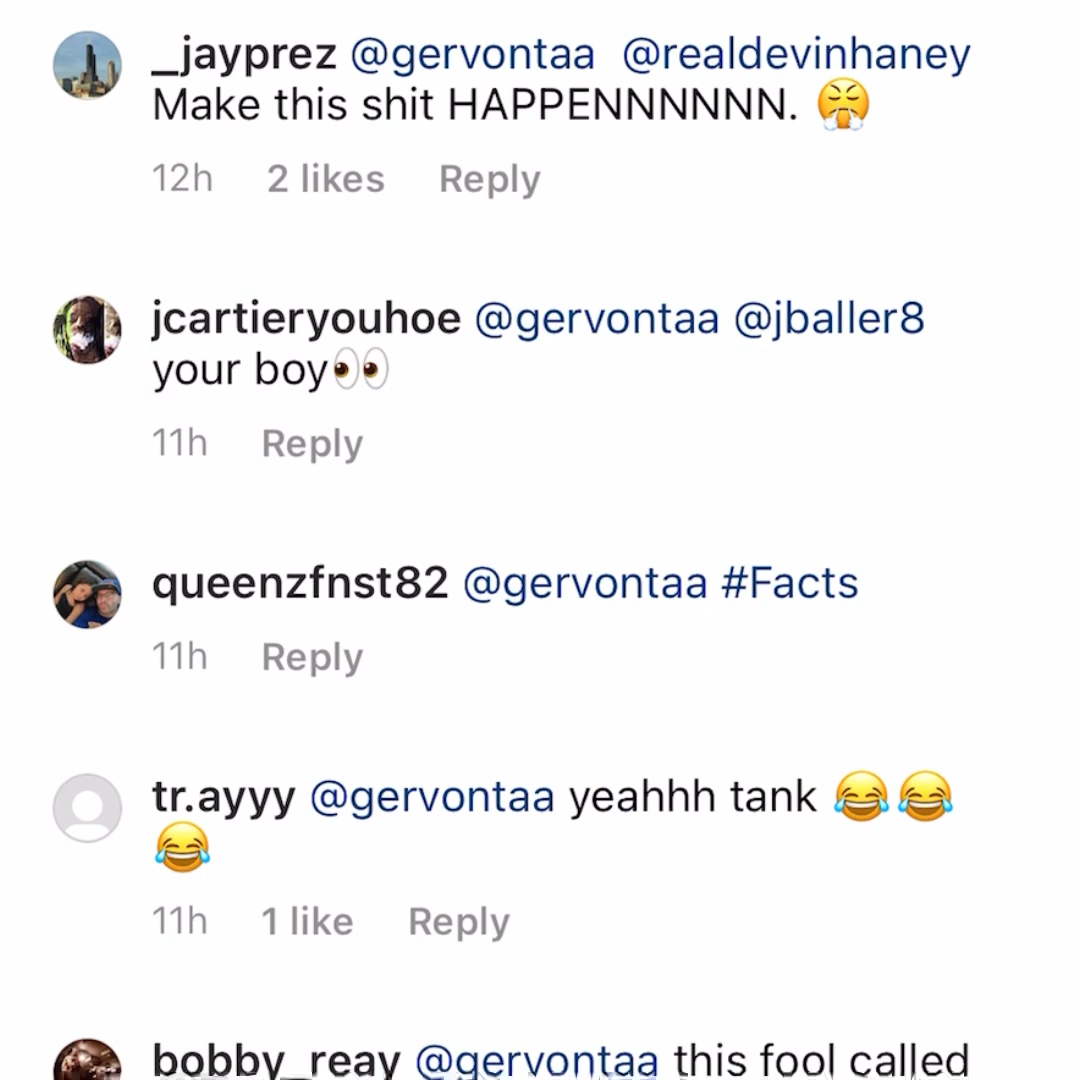 _jayprez @gervontaa @realdevinhaney
Make this shit HAPPENNNNNN. 😤
12h 2 likes Reply
jcartieryouhoe @gervontaa @jballer8
your boy👀
11h Reply
queenzfnst82 @gervontaa #Facts
11h Reply
tr.ayyy @gervontaa yeahhh tank 😂😂
😂
11h 1 like Reply
bobby_reay @gervontaa this fool called